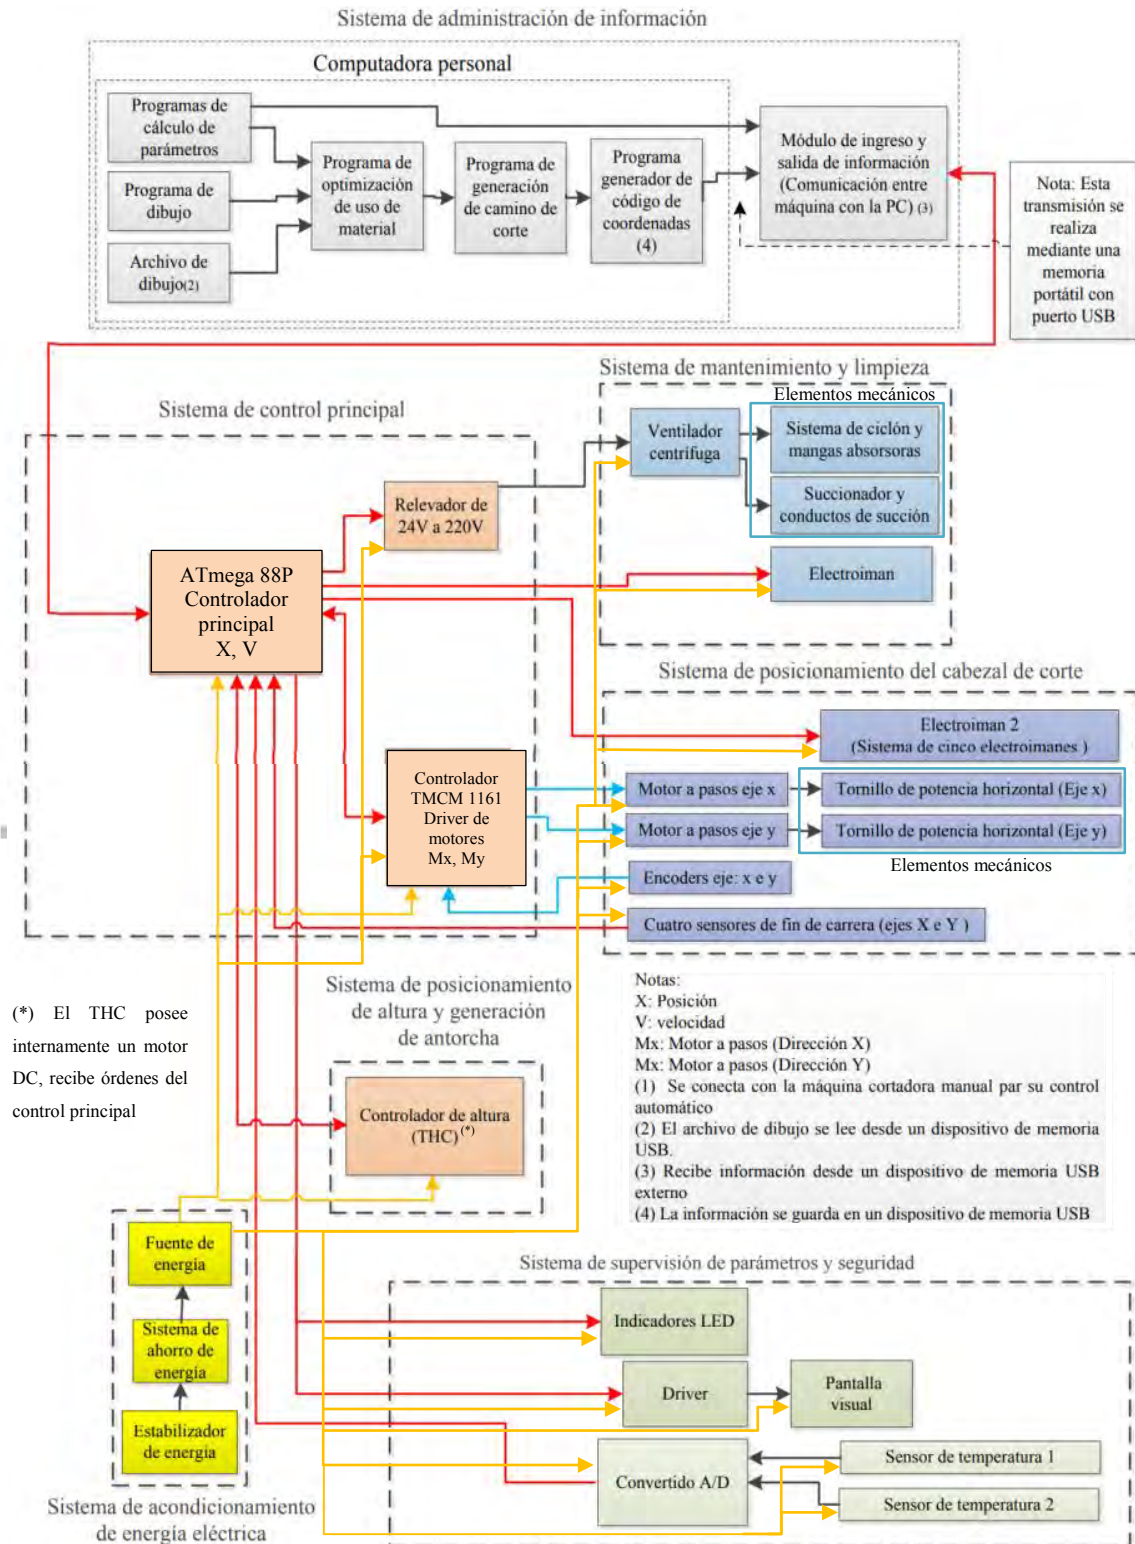 Sistema de administración de información
Computadora personal
Programas de
cálculo de
parámetros
Programa de
dibujo
Archivo de
dibujo(2)
Programa de
optimización
de uso de
material
Programa de
generación
de camino de
corte
Programa
generador de
código de
coordenadas
(4)
Módulo de ingreso y
salida de información
(Comunicación entre
máquina con la PC) (3)
Nota: Esta
transmisión se
realiza
mediante una
memoria
portátil con
puerto USB
Sistema de mantenimiento y limpieza
Elementos mecánicos
Ventilador
centrífuga
Sistema de ciclón y
mangas absorsoras
Succionador y
conductos de succión
Electroiman
Sistema de control principal
Relevador de
24V a 220V
ATmega 88P
Controlador
principal
X, V
Controlador
TMCM 1161
Driver de
motores
Mx, My
Sistema de posicionamiento del cabezal de corte
Electroiman 2
(Sistema de cinco electroimanes )
Motor a pasos eje x
Tornillo de potencia horizontal (Eje x)
Motor a pasos eje y
Tornillo de potencia horizontal (Eje y)
Elementos mecánicos
Encoders eje: x e y
Cuatro sensores de fin de carrera (ejes X e Y )
Sistema de posicionamiento
de altura y generación
de antorcha
Controlador de altura
(THC)(*)
(*) El THC posee
internamente un motor
DC, recibe órdenes del
control principal
Notas:
X: Posición
V: velocidad
Mx: Motor a pasos (Dirección X)
Mx: Motor a pasos (Dirección Y)
(1) Se conecta con la máquina cortadora manual par su control
automático
(2) El archivo de dibujo se lee desde un dispositivo de memoria
USB.
(3) Recibe información desde un dispositivo de memoria USB
externo
(4) La información se guarda en un dispositivo de memoria USB
Fuente de
energía
Sistema de
ahorro de
energía
Estabilizador
de energía
Sistema de acondicionamiento
de energía eléctrica
Sistema de supervisión de parámetros y seguridad
Indicadores LED
Driver
Pantalla
visual
Convertido A/D
Sensor de temperatura 1
Sensor de temperatura 2